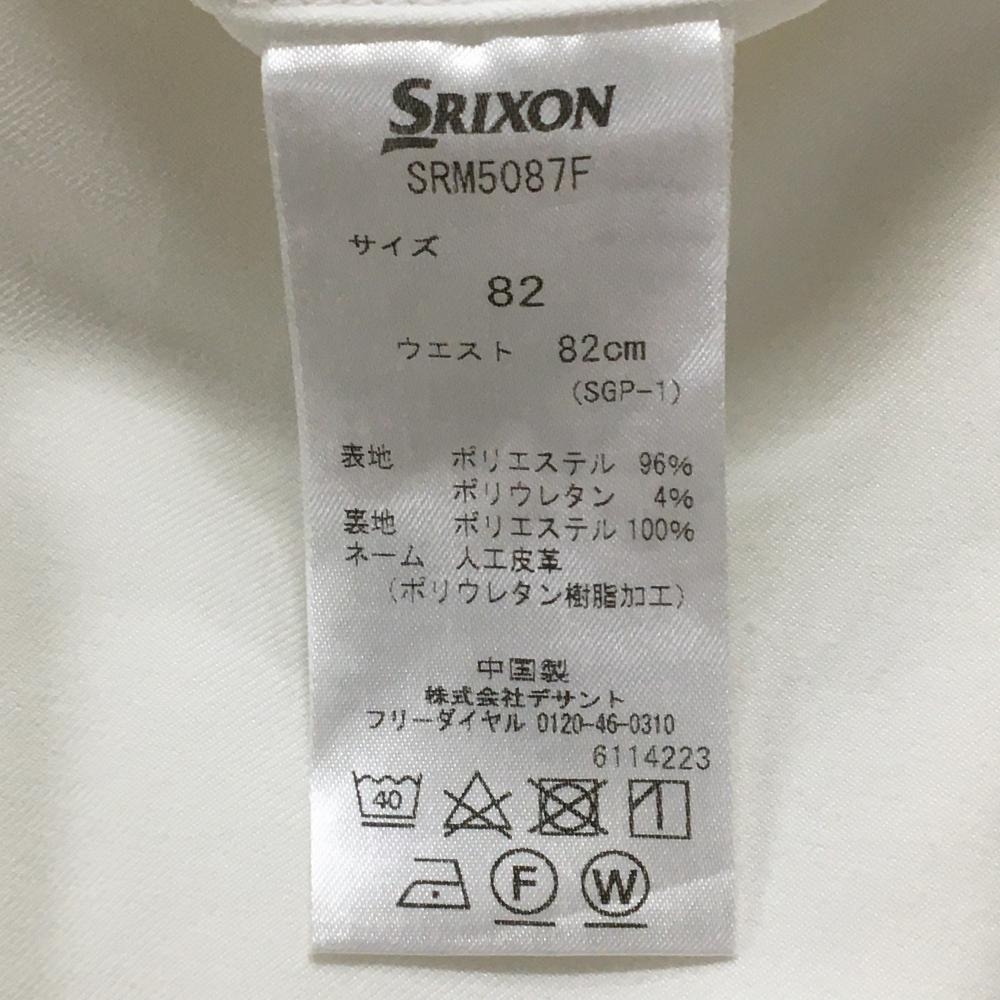 SRIXON
SRM5087F
サイズ
82
ウエスト 82cm
(SGP-1)
表地 ポリエステル 96%
ポリウレタン 4%
裏地 ポリエステル 100%
ネーム 人工皮革
(ポリウレタン樹脂加工)
中国製
株式会社デサント
フリーダイヤル 0120-46-0310
6114223
40
F W